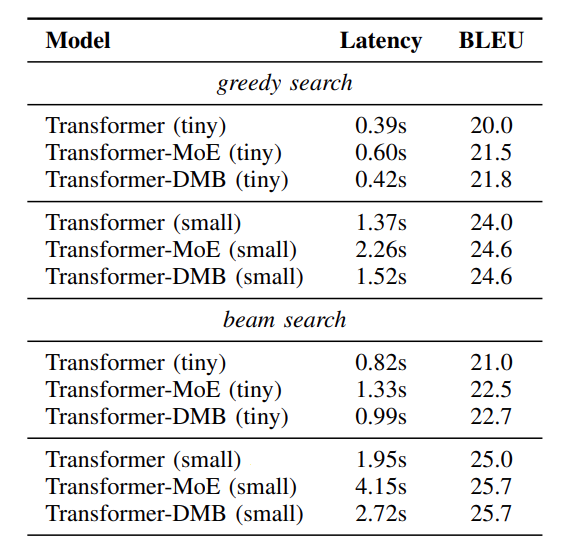 Model Latency BLEU
greedy search
Transformer (tiny) 0.39s 20.0
Transformer-MoE (tiny) 0.60s 21.5
Transformer-DMB (tiny) 0.42s 21.8
Transformer (small) 1.37s 24.0
Transformer-MoE (small) 2.26s 24.6
Transformer-DMB (small) 1.52s 24.6
beam search
Transformer (tiny) 0.82s 21.0
Transformer-MoE (tiny) 1.33s 22.5
Transformer-DMB (tiny) 0.99s 22.7
Transformer (small) 1.95s 25.0
Transformer-MoE (small) 4.15s 25.7
Transformer-DMB (small) 2.72s 25.7